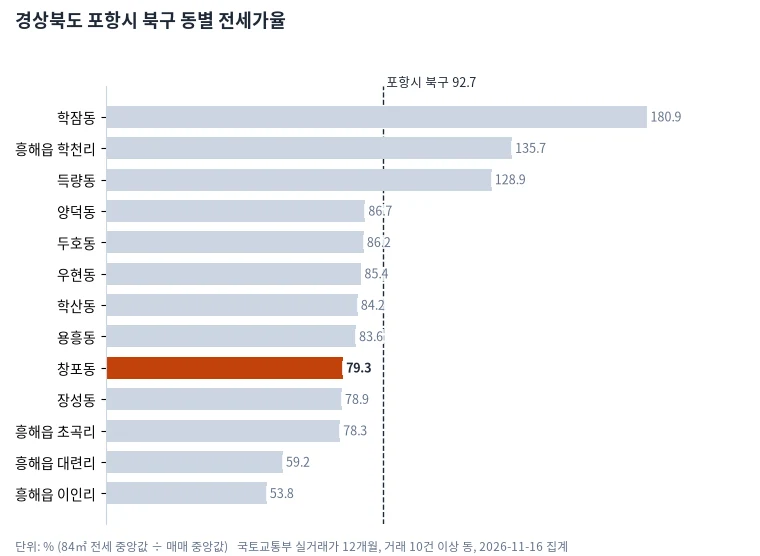 경상북도 포항시 북구 동별 전세가율
포항시 북구 92.7
학잠동 180.9
흥해읍 학천리 135.7
득량동 128.9
양덕동 86.7
두호동 86.2
우현동 85.4
학산동 84.2
용흥동 83.6
창포동 79.3
장성동 78.9
흥해읍 초곡리 78.3
흥해읍 대련리 59.2
흥해읍 이인리 53.8
단위: % (84㎡ 전세 중앙값 ÷ 매매 중앙값) 국토교통부 실거래가 12개월, 거래 10건 이상 동, 2026-11-16 집계